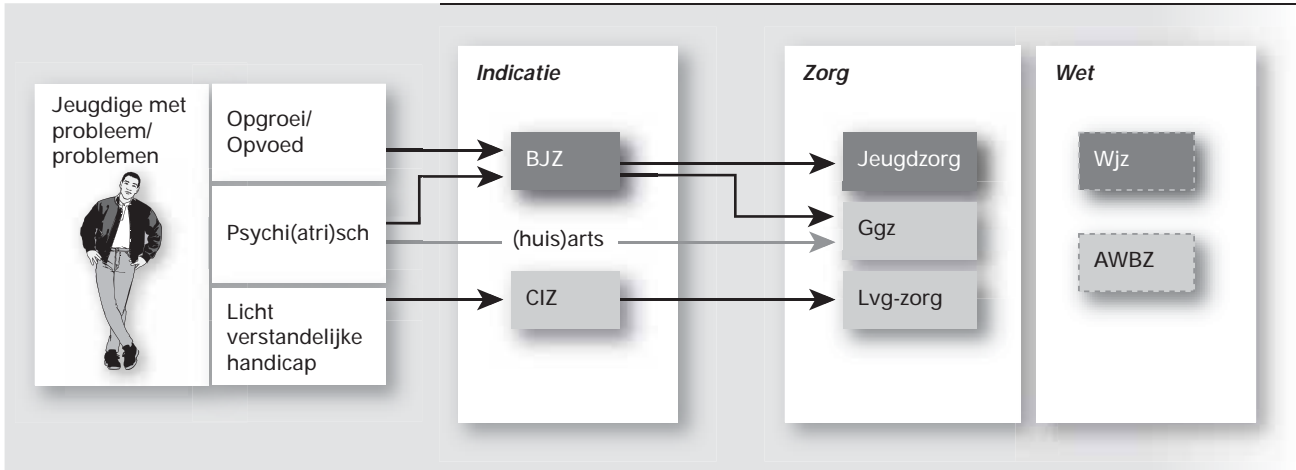 Jeugdige met
probleem/
problemen
Opgroei/
Opvoed
Psychi(atri)sch
Licht
verstandelijke
handicap
Indicatie
BJZ
(huis)arts
CIZ
Zorg
Jeugdzorg
Ggz
Lvg-zorg
Wet
Wjz
AWBZ